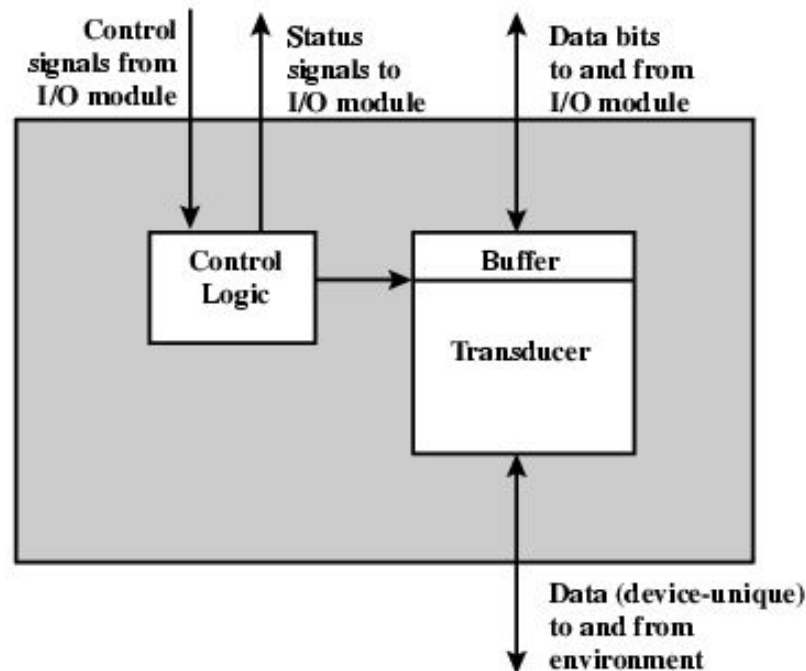 Control
signals from
I/O module
Status
signals to
I/O module
Data bits
to and from
I/O module
Control
Logic
Buffer
Transducer
Data (device-unique)
to and from
environment